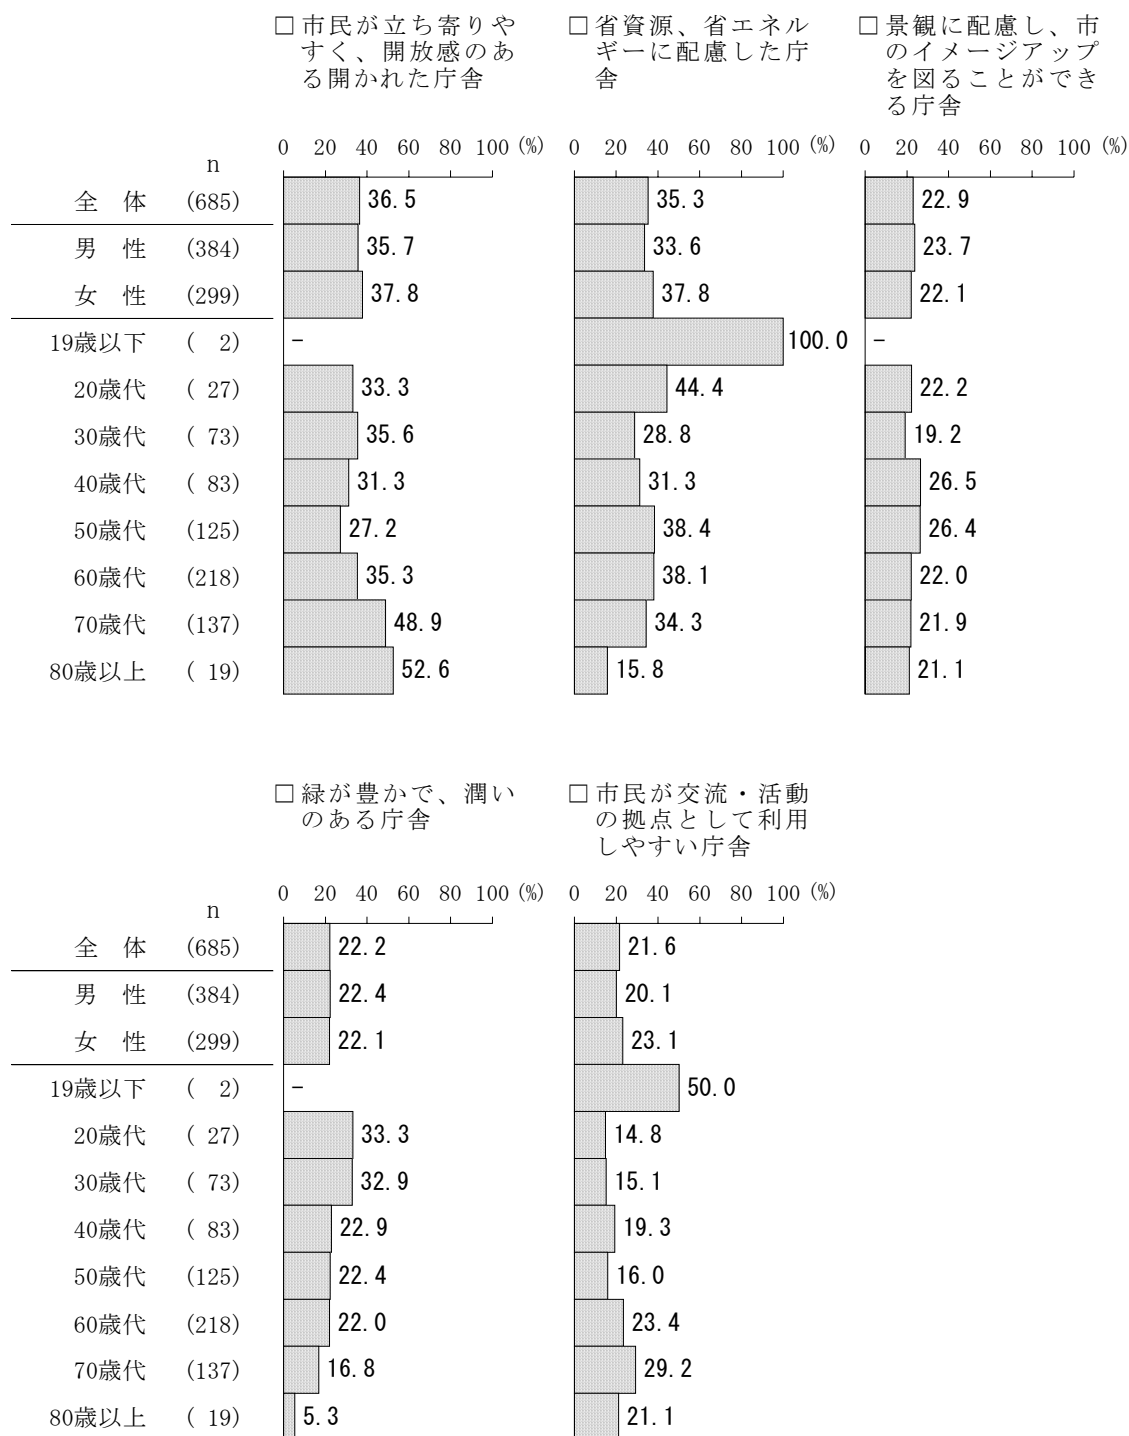 □ 市民が立ち寄りや
すく、開放感のあ
る開かれた庁舎
□ 省資源、省エネル
ギーに配慮した庁
舎
□ 景観に配慮し、市
のイメージアップ
を図ることができ
る庁舎
0 20 40 60 80 100 (%) 0 20 40 60 80 100 (%) 0 20 40 60 80 100 (%)
n
全 体 (685) 36.5 35.3 22.9
男 性 (384) 35.7 33.6 23.7
女 性 (299) 37.8 37.8 22.1
19歳以下 ( 2) - 100.0 -
20歳代 ( 27) 33.3 44.4 22.2
30歳代 ( 73) 35.6 28.8 19.2
40歳代 ( 83) 31.3 31.3 26.5
50歳代 (125) 27.2 38.4 26.4
60歳代 (218) 35.3 38.1 22.0
70歳代 (137) 48.9 34.3 21.9
80歳以上 ( 19) 52.6 15.8 21.1
□ 緑が豊かで、潤い
のある庁舎
□ 市民が交流・活動
の拠点として利用
しやすい庁舎
0 20 40 60 80 100 (%) 0 20 40 60 80 100 (%)
n
全 体 (685) 22.2 21.6
男 性 (384) 22.4 20.1
女 性 (299) 22.1 23.1
19歳以下 ( 2) - 50.0
20歳代 ( 27) 33.3 14.8
30歳代 ( 73) 32.9 15.1
40歳代 ( 83) 22.9 19.3
50歳代 (125) 22.4 16.0
60歳代 (218) 22.0 23.4
70歳代 (137) 16.8 29.2
80歳以上 ( 19) 5.3 21.1